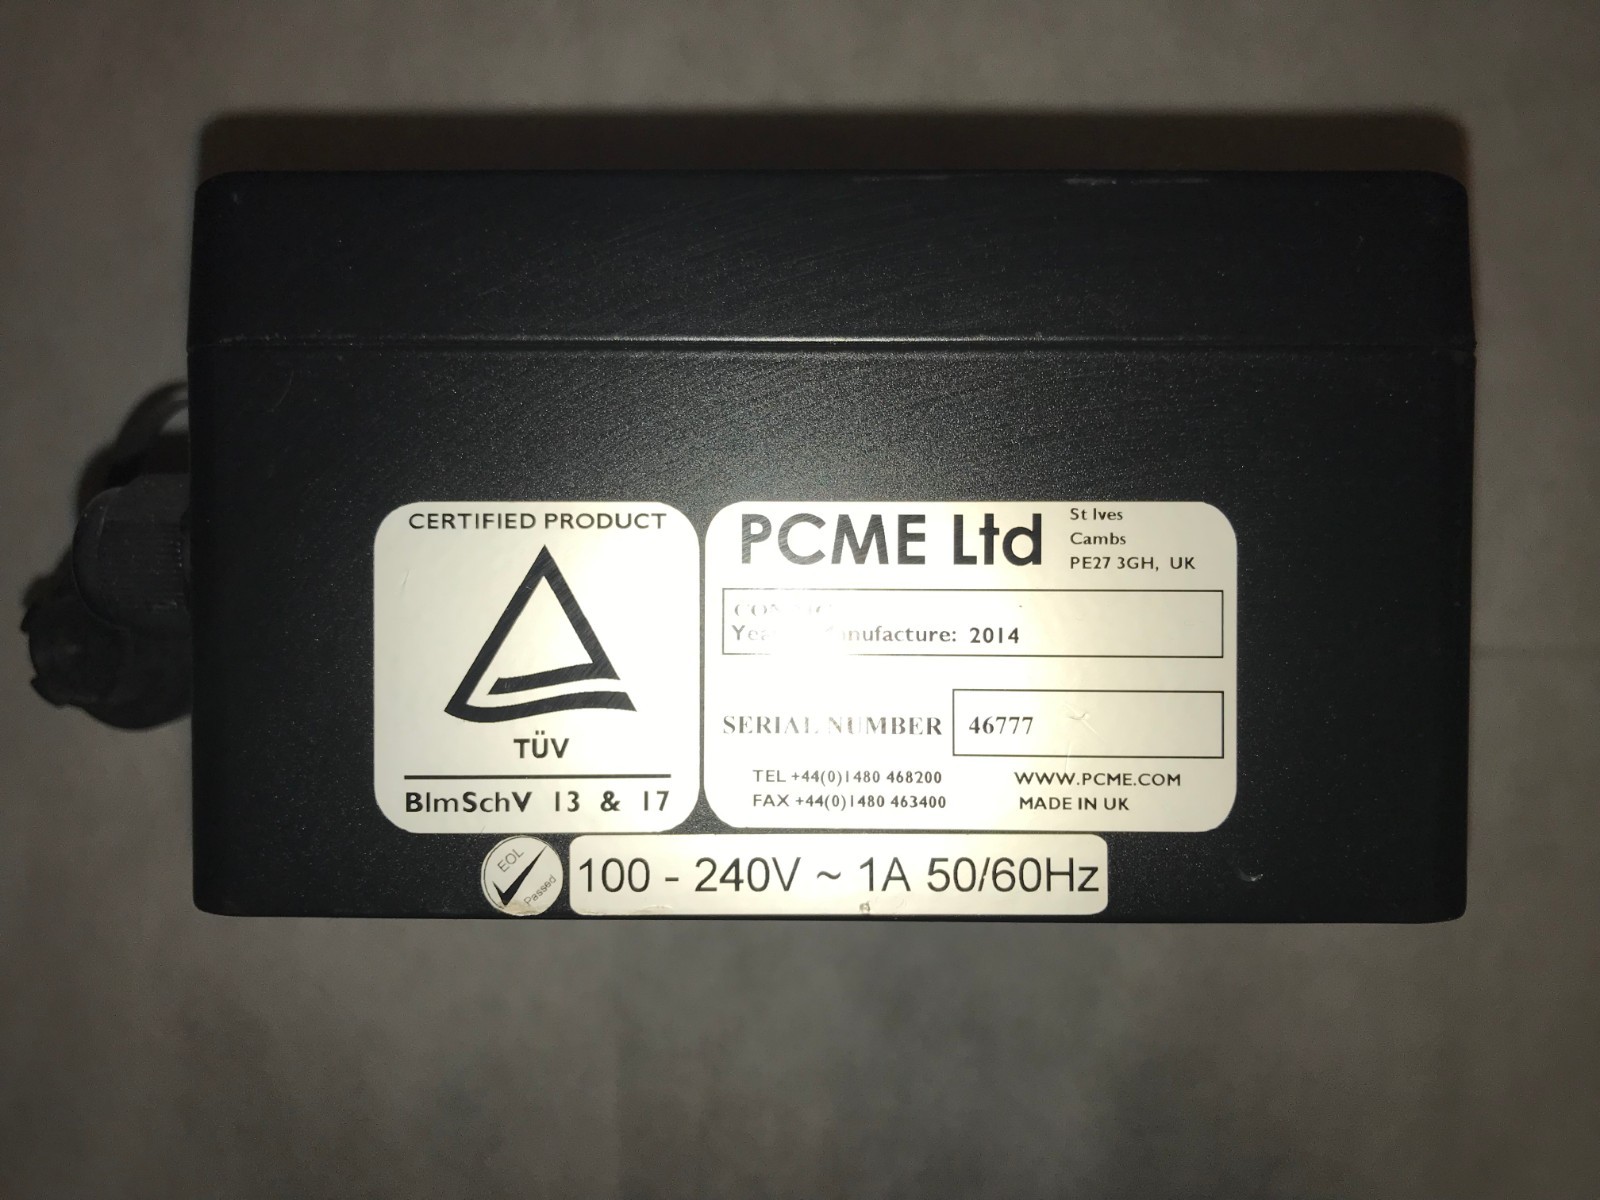 CERTIFIED PRODUCT
TÜV
BImSchV 13 & 17
PCME Ltd
St Ives
Cambs
PE27 3GH, UK
Manufacture: 2014
SERIAL NUMBER 46777
TEL +44(0)1480 468200
FAX +44(0)1480 463400
WWW.PCME.COM
MADE IN UK
EOL
Passed
100 - 240V ~ 1A 50/60Hz